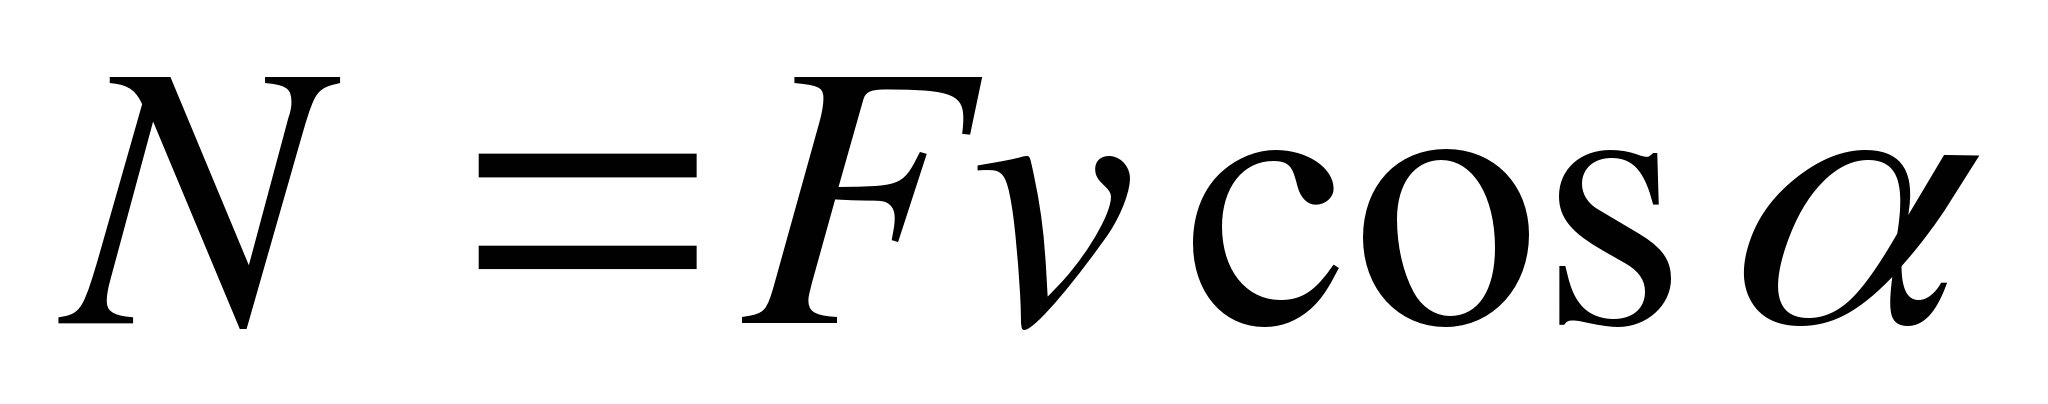 N = Fv cos α